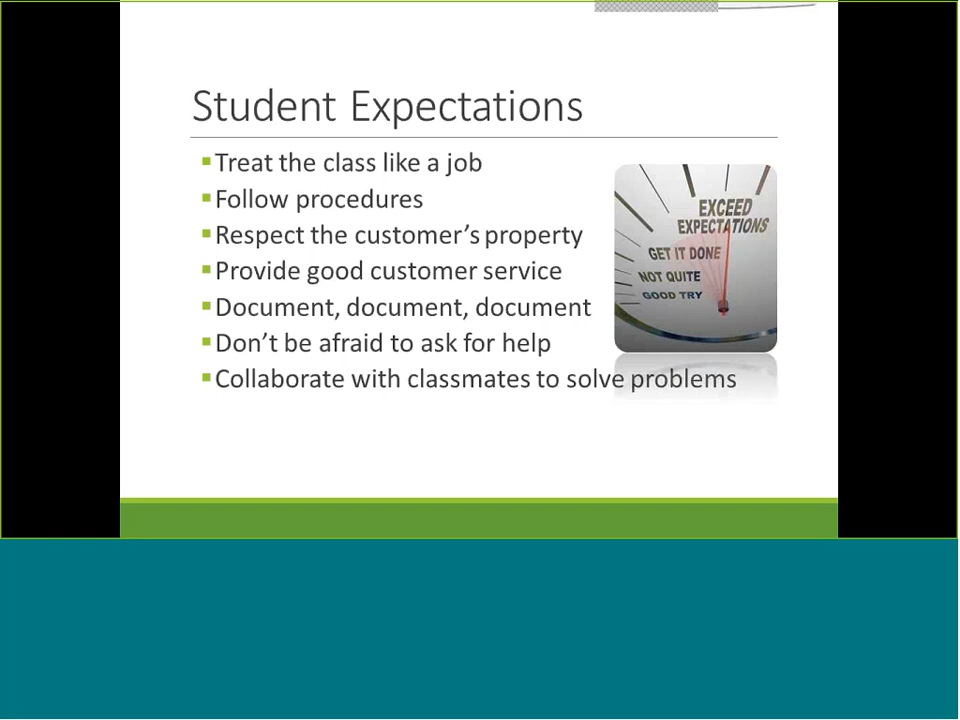 Student Expectations
Treat the class like a job
Follow procedures
Respect the customer's property
Provide good customer service
Document, document, document
Don't be afraid to ask for help
Collaborate with classmates to solve problems
EXCEED
EXPECTATIONS
GET IT DONE
NOT QUITE
GOOD TRY